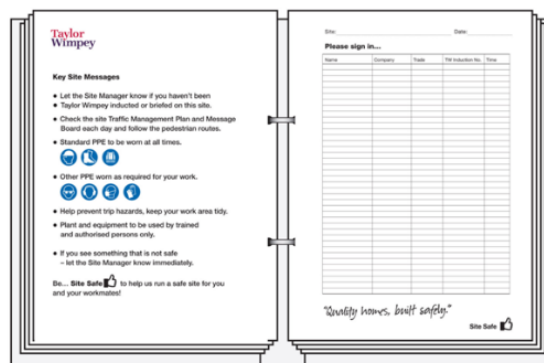 Taylor
Wimpey
Key Site Messages
● Let the Site Manager know if you haven't been
● Taylor Wimpey inducted or briefed on this site.
● Check the site Traffic Management Plan and Message
Board each day and follow the pedestrian routes.
● Standard PPE to be worn at all times.
● Other PPE worn as required for your work.
● Help prevent trip hazards, keep your work area tidy.
● Plant and equipment to be used by trained
and authorised persons only.
● If you see something that is not safe
– let the Site Manager know immediately.
Be... Site Safe to help us run a safe site for you
and your workmates!
Site: Date:
Please sign in...
Name Company Trade TW Induction No. Time
"Quality homes, built safely."
Site Safe